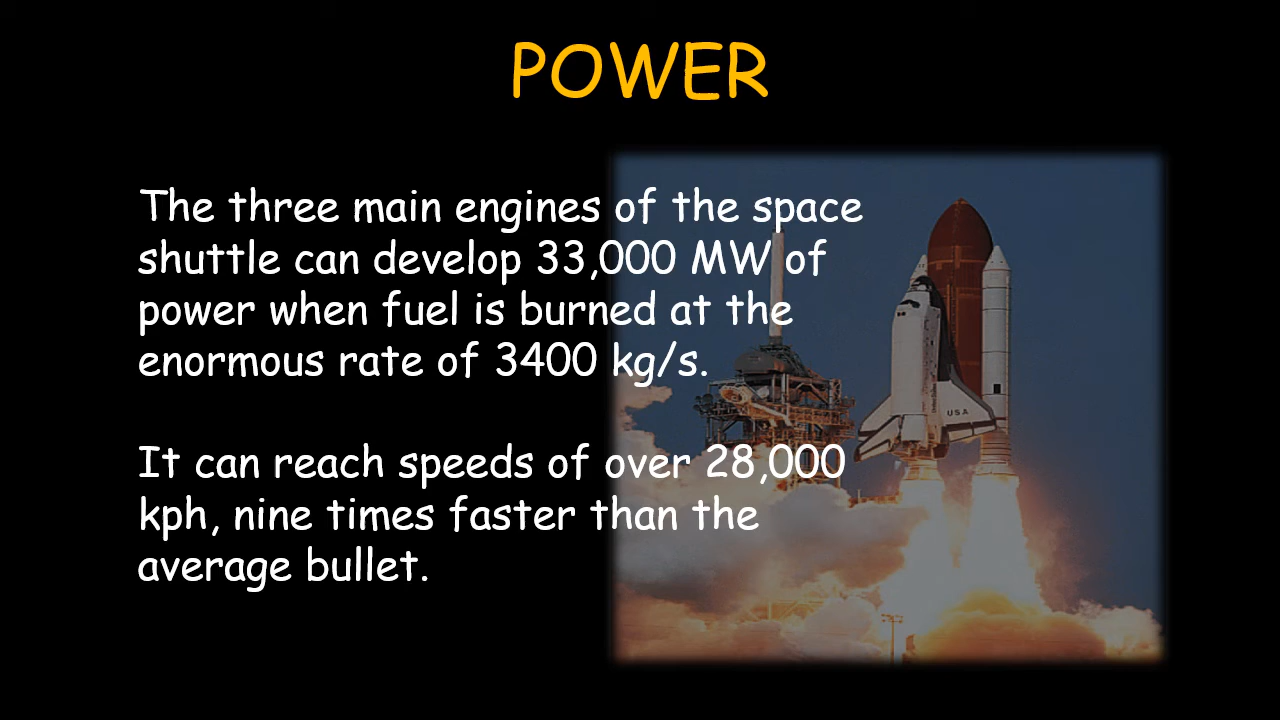 POWER
The three main engines of the space
shuttle can develop 33,000 MW of
power when fuel is burned at the
enormous rate of 3400 kg/s.
It can reach speeds of over 28,000
kph, nine times faster than the
average bullet.
USA